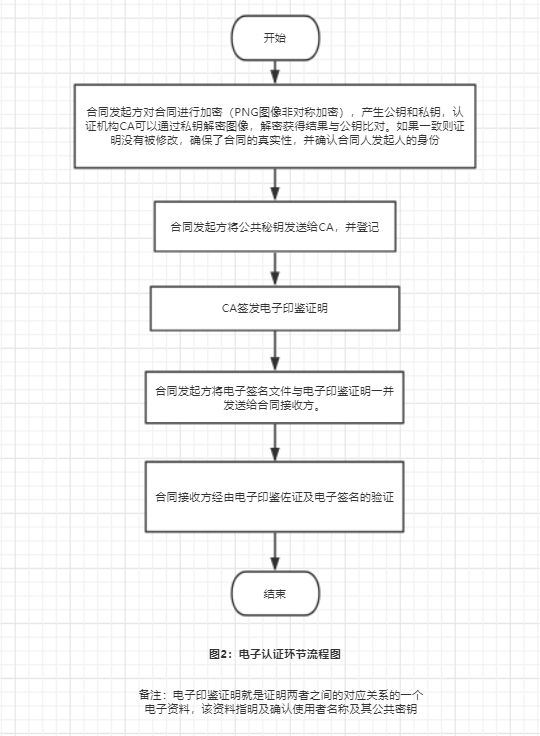 开始
合同发起方对合同进行加密（PNG图像非对称加密），产生公钥和私钥，认
证机构CA可以通过私钥解密图像，解密获得结果与公钥比对。如果一致则证
明没有被修改，确保了合同的真实性，并确认合同人发起人的身份
合同发起方将公共秘钥发送给CA，并登记
CA签发电子印鉴证明
合同发起方将电子签名文件与电子印鉴证明一并
发送给合同接收方。
合同接收方经由电子印鉴佐证及电子签名的验证
结束
图2：电子认证环节流程图
备注：电子印鉴证明就是证明两者之间的对应关系的一个
电子资料，该资料指明及确认使用者名称及其公共密钥